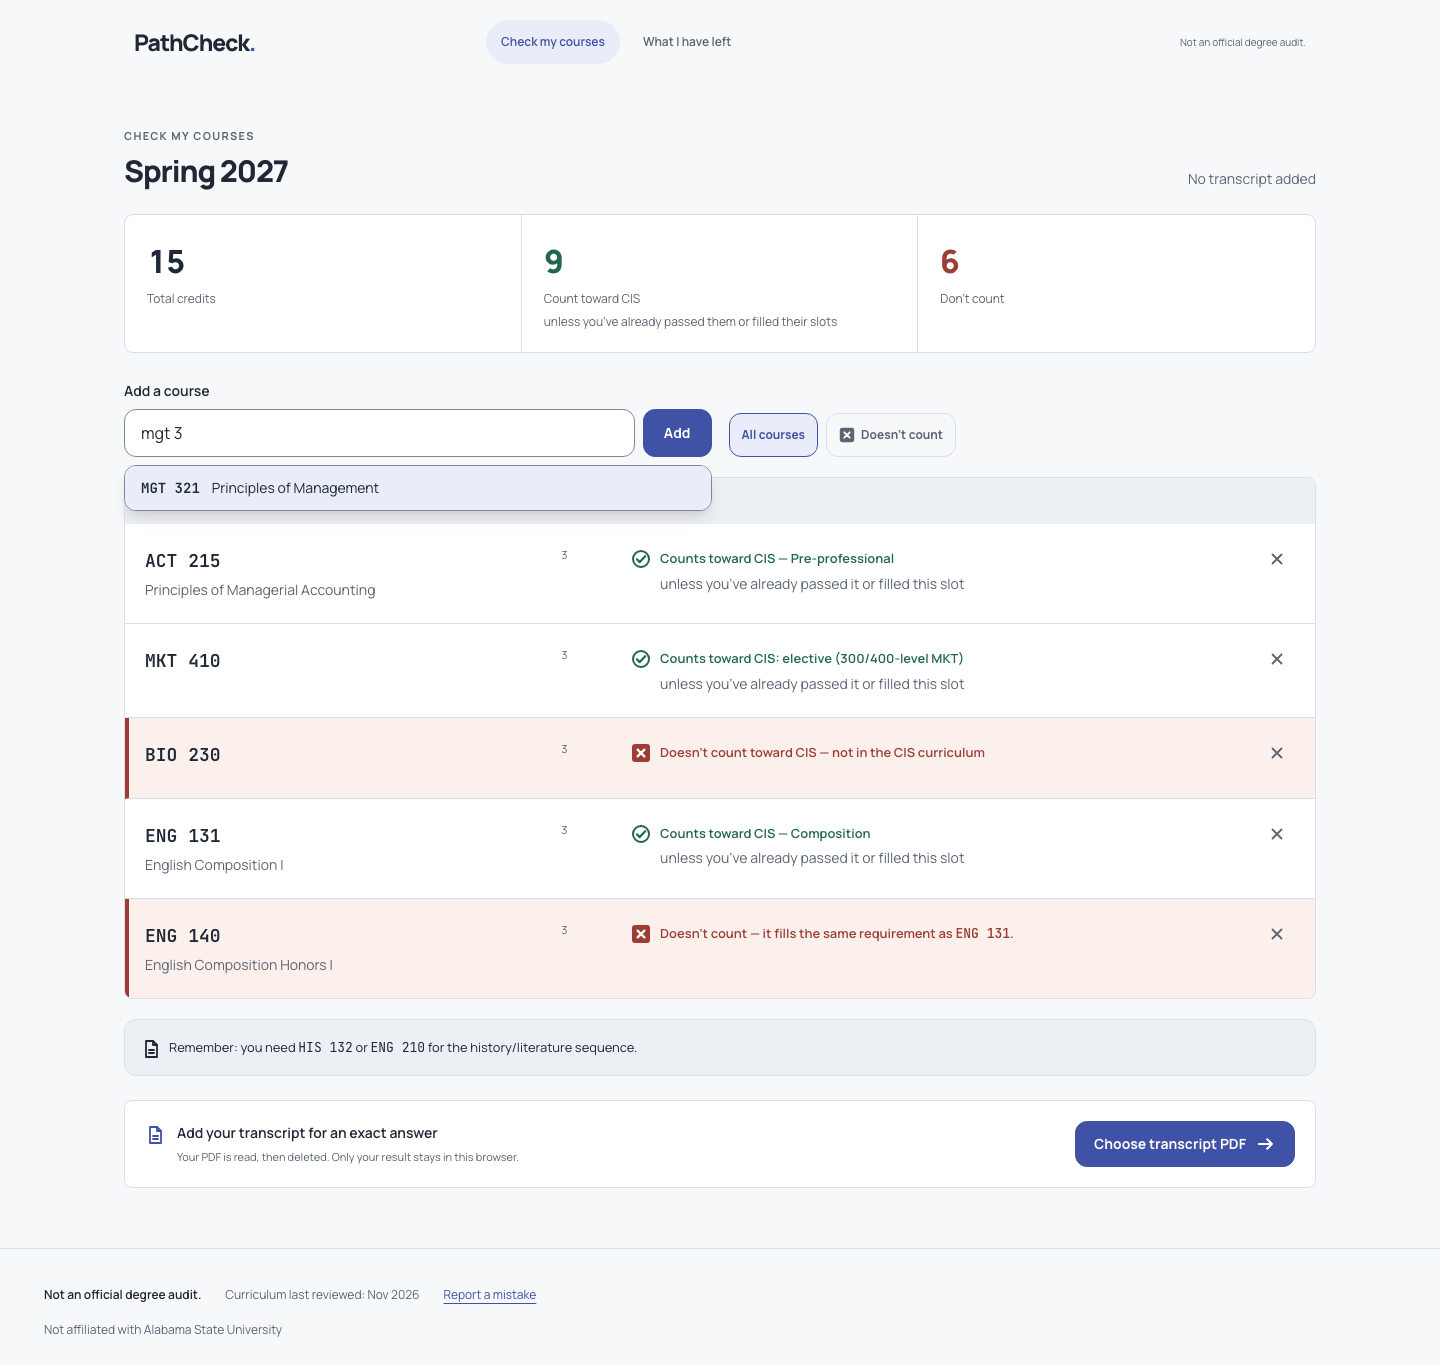 PathCheck.
Check my courses
What I have left
Not an official degree audit.
CHECK MY COURSES
Spring 2027
No transcript added
15
Total credits
9
Count toward CIS
unless you've already passed them or filled their slots
6
Don't count
Add a course
mgt 3
Add
All courses
Doesn't count
MGT 321 Principles of Management
ACT 215
Principles of Managerial Accounting
3
Counts toward CIS — Pre-professional
unless you've already passed it or filled this slot
MKT 410
3
Counts toward CIS: elective (300/400-level MKT)
unless you've already passed it or filled this slot
BIO 230
3
Doesn't count toward CIS — not in the CIS curriculum
ENG 131
English Composition I
3
Counts toward CIS — Composition
unless you've already passed it or filled this slot
ENG 140
English Composition Honors I
3
Doesn't count — it fills the same requirement as ENG 131.
Remember: you need HIS 132 or ENG 210 for the history/literature sequence.
Add your transcript for an exact answer
Your PDF is read, then deleted. Only your result stays in this browser.
Choose transcript PDF
Not an official degree audit.
Curriculum last reviewed: Nov 2026
Report a mistake
Not affiliated with Alabama State University